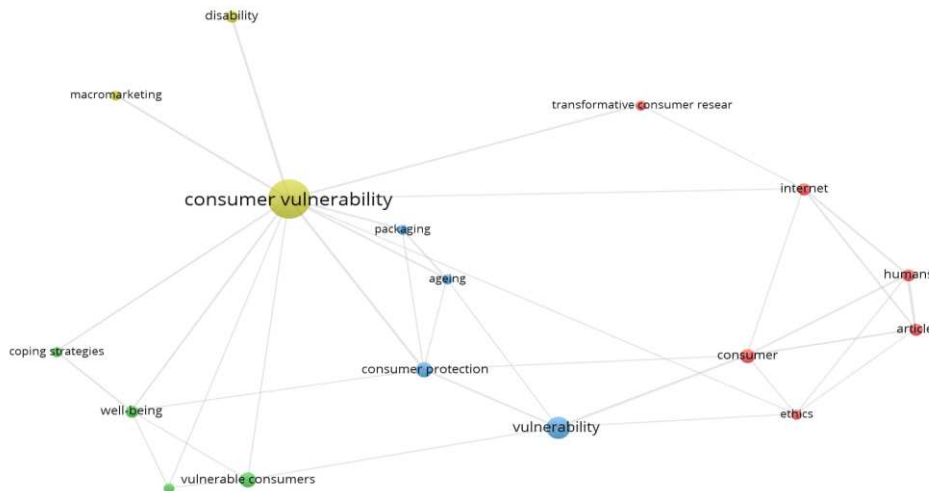 disability
macromarketing
transformative consumer resear
internet
consumer vulnerability
packaging
ageing
humans
article
coping strategies
consumer
consumer protection
well-being
ethics
vulnerability
vulnerable consumers